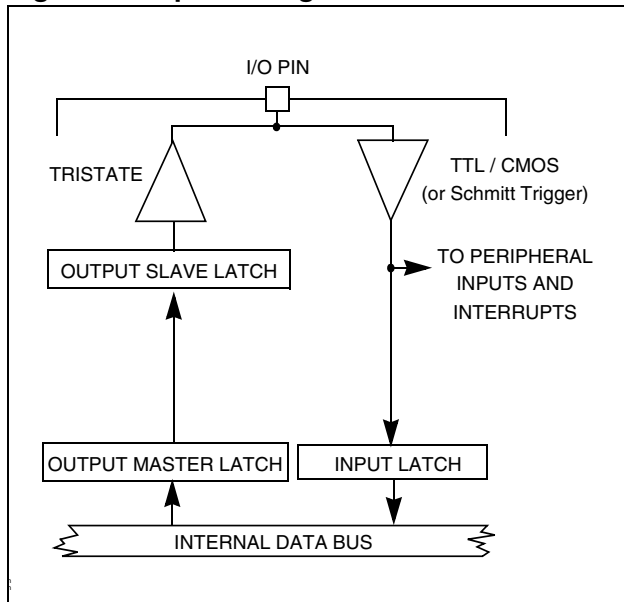 I/O PIN
TRISTATE
TTL / CMOS
(or Schmitt Trigger)
TO PERIPHERAL
INPUTS AND
INTERRUPTS
OUTPUT SLAVE LATCH
OUTPUT MASTER LATCH
INPUT LATCH
INTERNAL DATA BUS